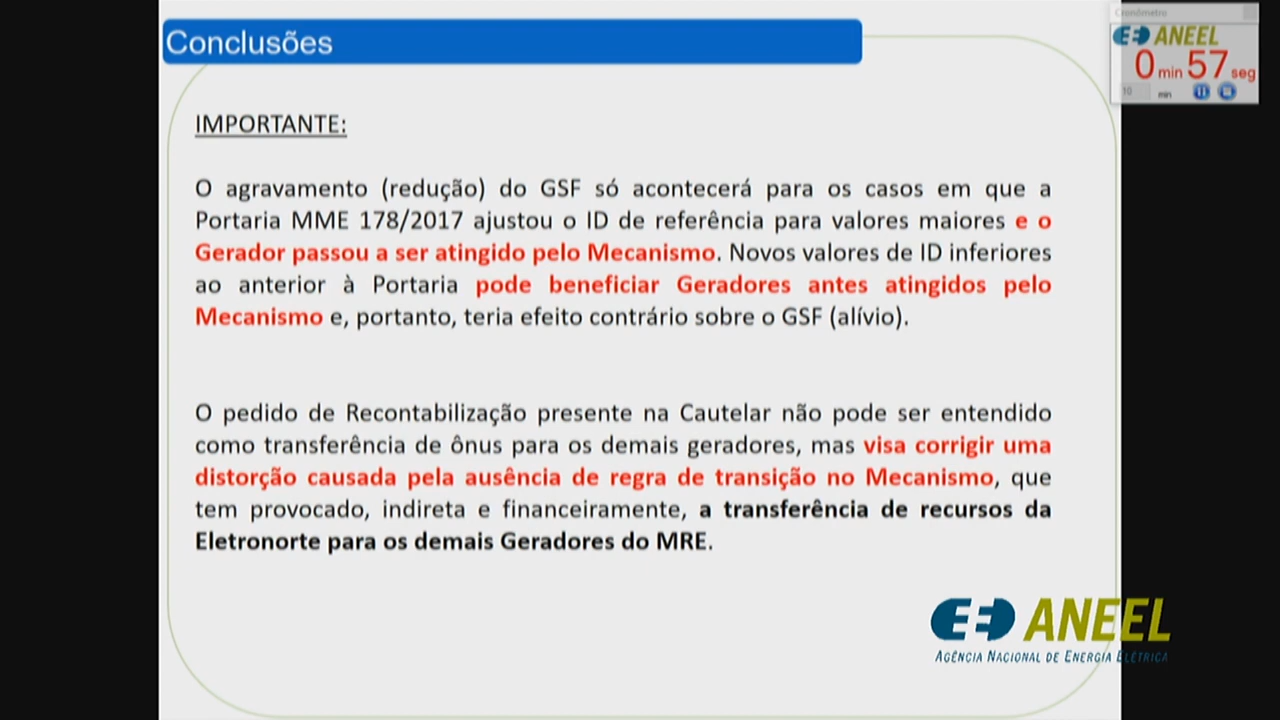 Conclusões
Cronômetro
ANEEL
0 min 57 seg
10 min
IMPORTANTE:
O agravamento (redução) do GSF só acontecerá para os casos em que a
Portaria MME 178/2017 ajustou o ID de referência para valores maiores e o
Gerador passou a ser atingido pelo Mecanismo. Novos valores de ID inferiores
ao anterior à Portaria pode beneficiar Geradores antes atingidos pelo
Mecanismo e, portanto, teria efeito contrário sobre o GSF (alívio).
O pedido de Recontabilização presente na Cautelar não pode ser entendido
como transferência de ônus para os demais geradores, mas visa corrigir uma
distorção causada pela ausência de regra de transição no Mecanismo, que
tem provocado, indireta e financeiramente, a transferência de recursos da
Eletronorte para os demais Geradores do MRE.
ANEEL
AGÊNCIA NACIONAL DE ENERGIA ELÉTRICA